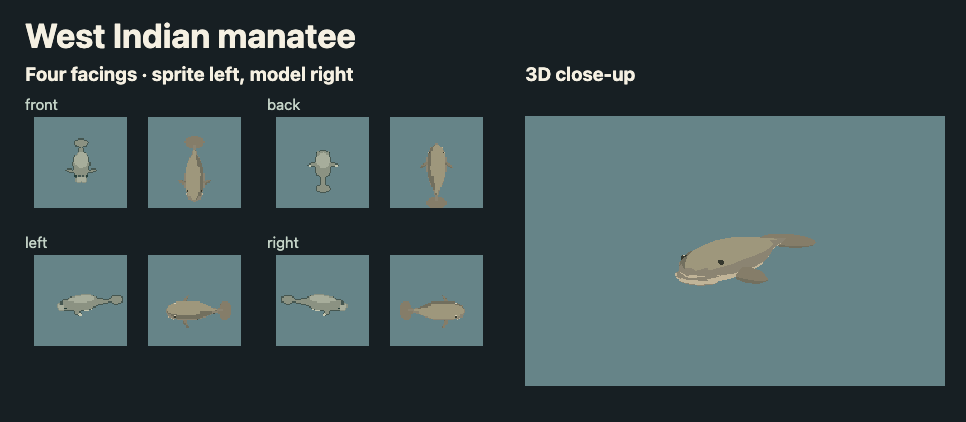 West Indian manatee
Four facings · sprite left, model right
3D close-up
front
back
left
right